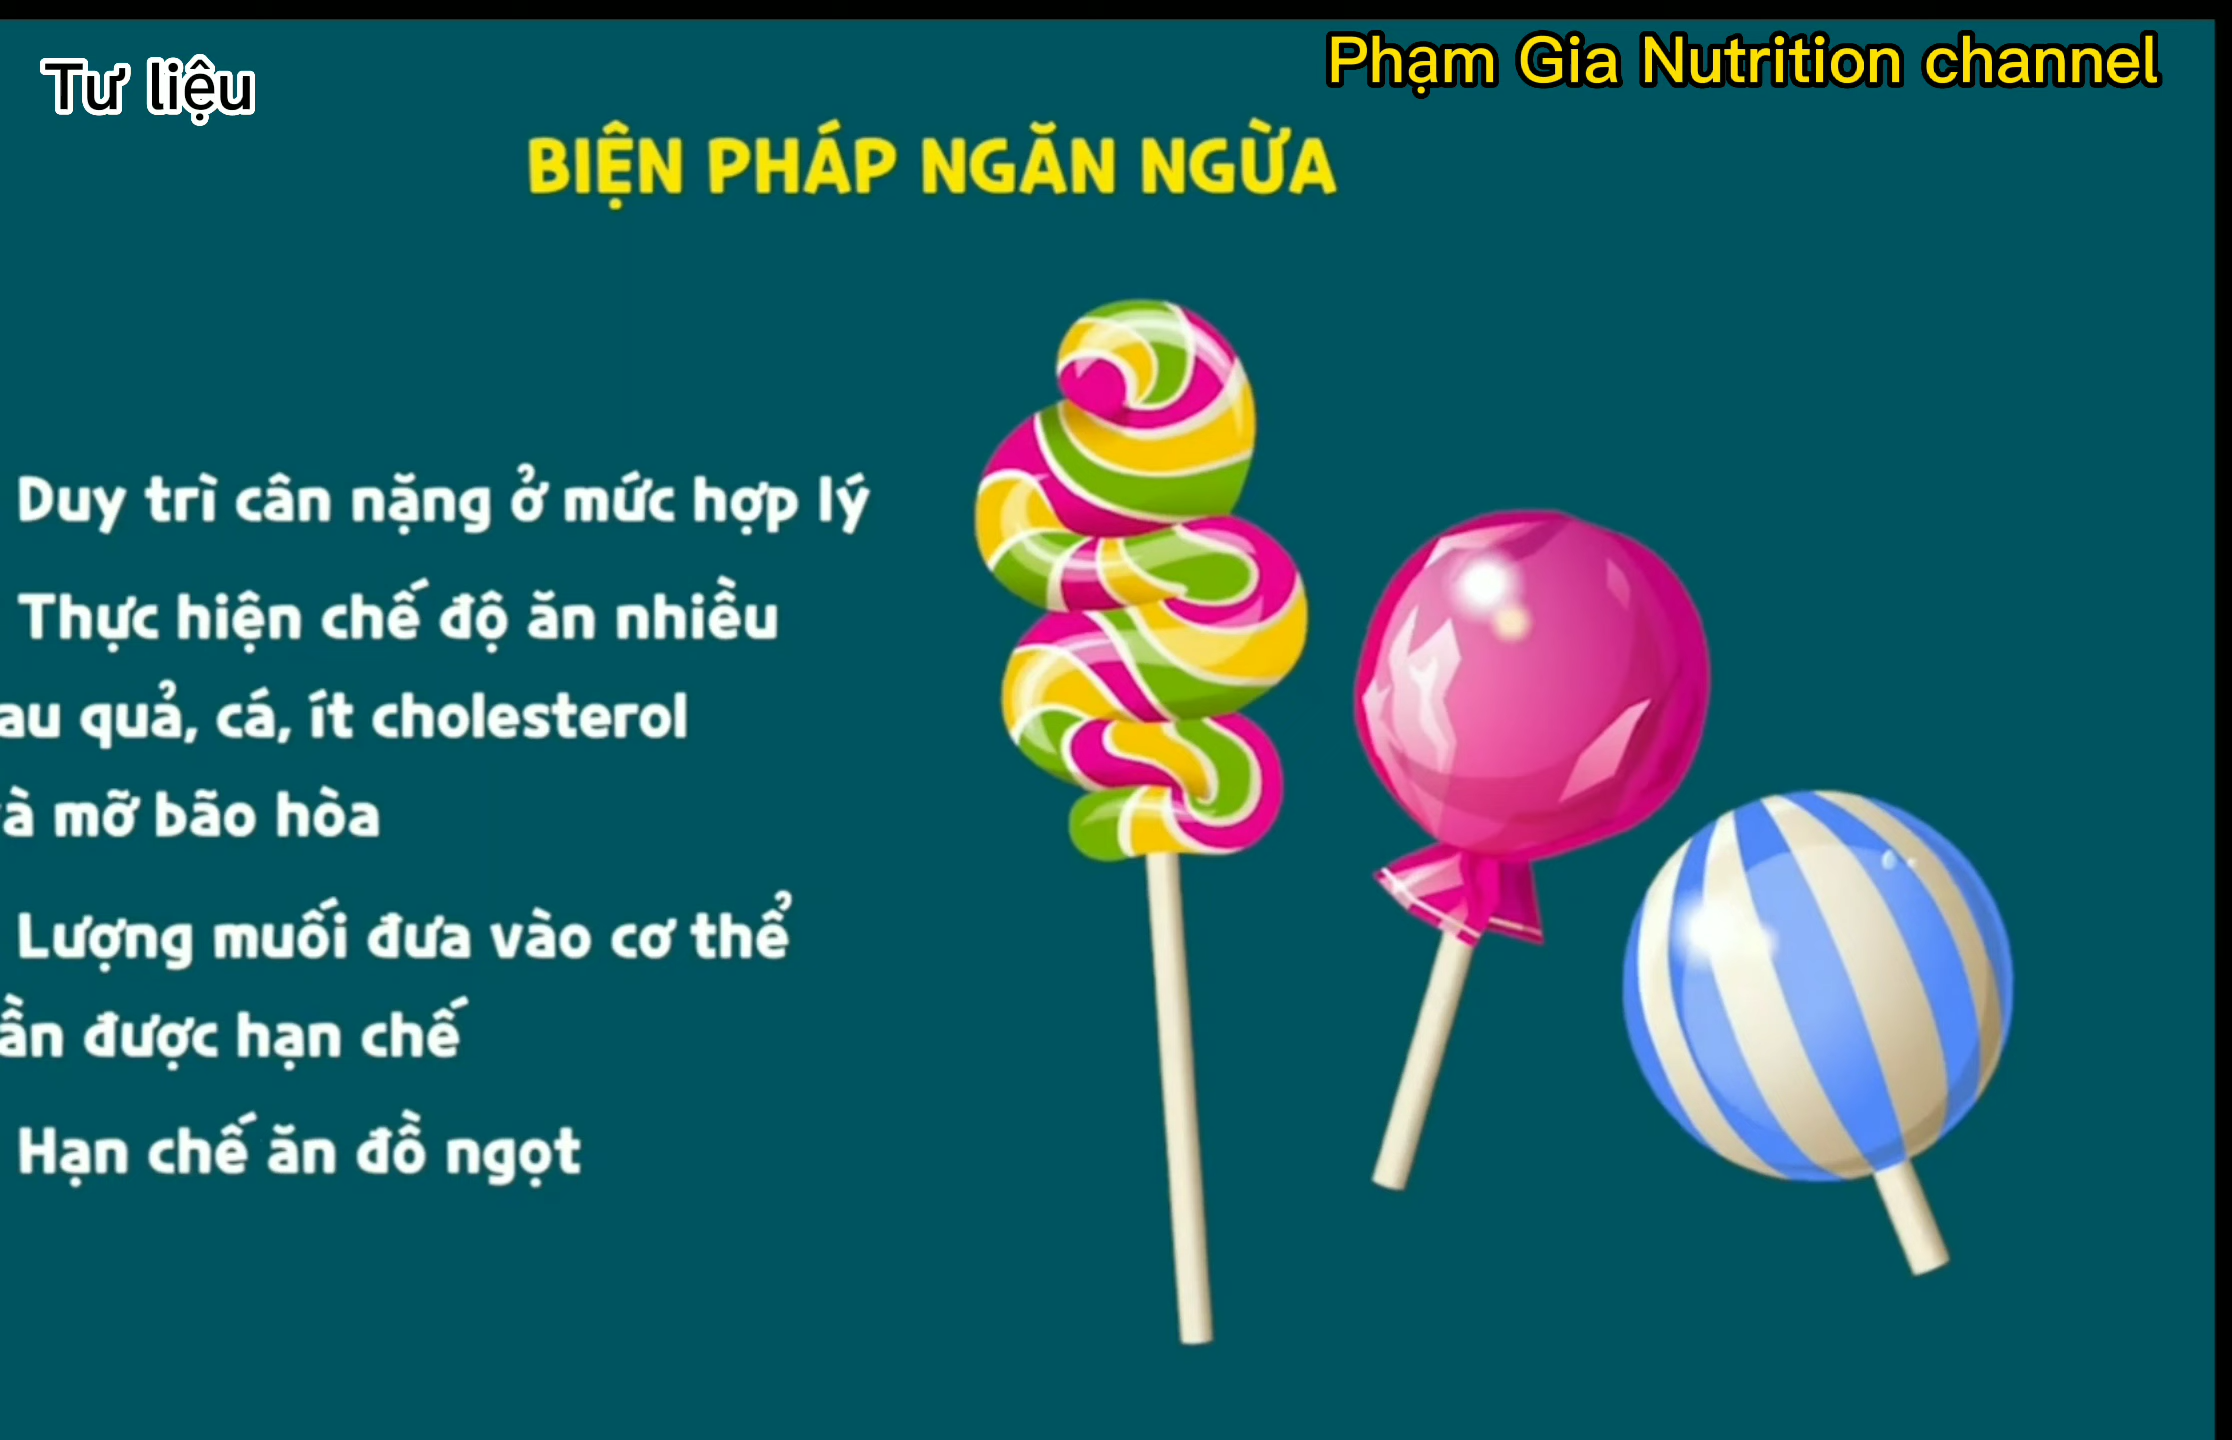 Tư liệu
Phạm Gia Nutrition channel
BIỆN PHÁP NGĂN NGỪA
Duy trì cân nặng ở mức hợp lý
Thực hiện chế độ ăn nhiều
au quả, cá, ít cholesterol
à mỡ bão hòa
Lượng muối đưa vào cơ thể
ần được hạn chế
Hạn chế ăn đồ ngọt